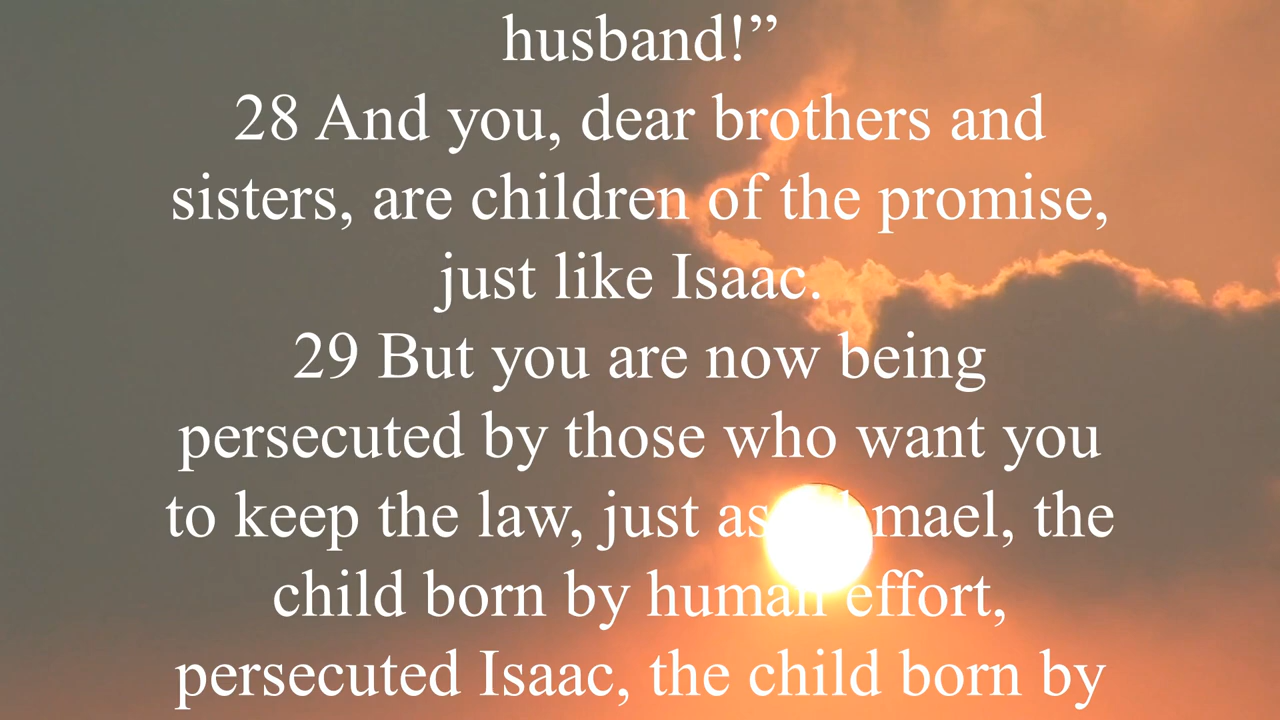 husband!”
28 And you, dear brothers and
sisters, are children of the promise,
just like Isaac.
29 But you are now being
persecuted by those who want you
to keep the law, just as the
child born by human effort,
persecuted Isaac, the child born by